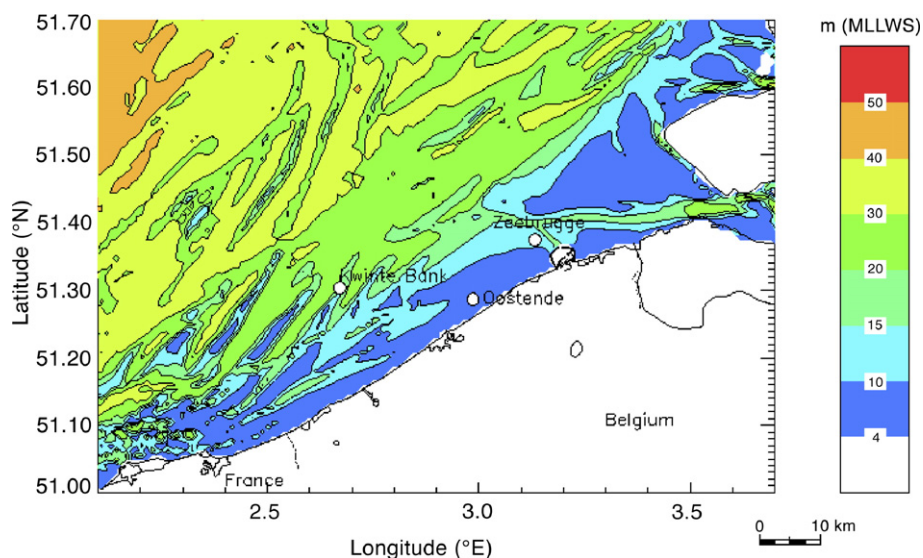 51.70
51.60
51.50
51.40
51.30
51.20
51.10
51.00
Latitude (°N)
Zeebrugge
Kwinte Bank
Oostende
Belgium
France
2.5
3.0
3.5
Longitude (°E)
0 10 km
m (MLLWS)
50
40
30
20
15
10
4